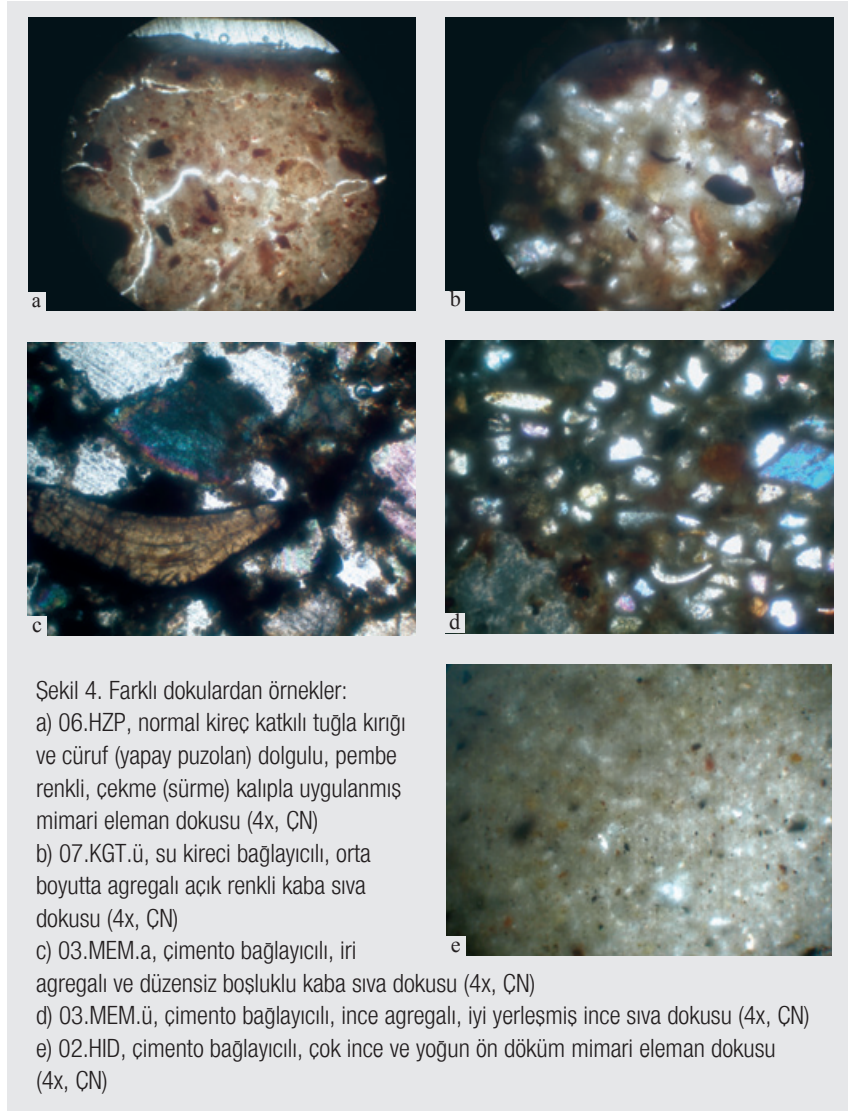 a
b
c
d
e
Şekil 4. Farklı dokulardan örnekler:
a) 06.HZP, normal kireç katkılı tuğla kırığı
ve cüruf (yapay puzolan) dolgulu, pembe
renkli, çekme (sürme) kalıpla uygulanmış
mimari eleman dokusu (4x, ÇN)
b) 07.KGT.ü, su kireci bağlayıcılı, orta
boyutta agregalı açık renkli kaba sıva
dokusu (4x, ÇN)
c) 03.MEM.a, çimento bağlayıcılı, iri
agregalı ve düzensiz boşluklu kaba sıva dokusu (4x, ÇN)
d) 03.MEM.ü, çimento bağlayıcılı, ince agregalı, iyi yerleşmiş ince sıva dokusu (4x, ÇN)
e) 02.HID, çimento bağlayıcılı, çok ince ve yoğun ön döküm mimari eleman dokusu
(4x, ÇN)